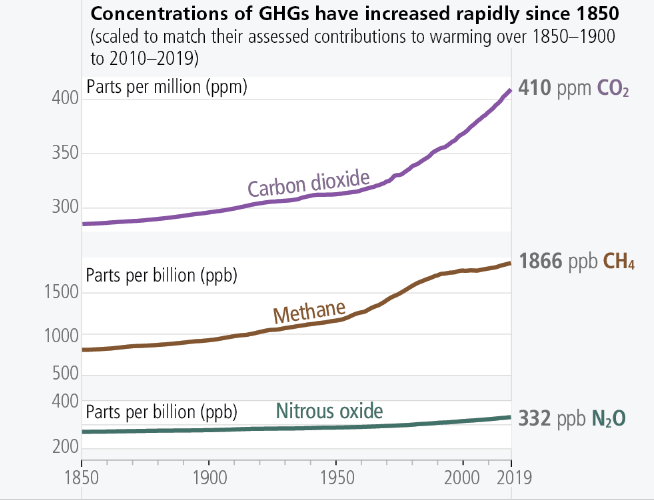 Concentrations of GHGs have increased rapidly since 1850
(scaled to match their assessed contributions to warming over 1850–1900
to 2010–2019)
Parts per million (ppm)
400
350
300
Carbon dioxide
410 ppm CO₂
Parts per billion (ppb)
1500
1000
500
Methane
1866 ppb CH₄
400
Parts per billion (ppb)
Nitrous oxide
332 ppb N₂O
200
1850 1900 1950 2000 2019